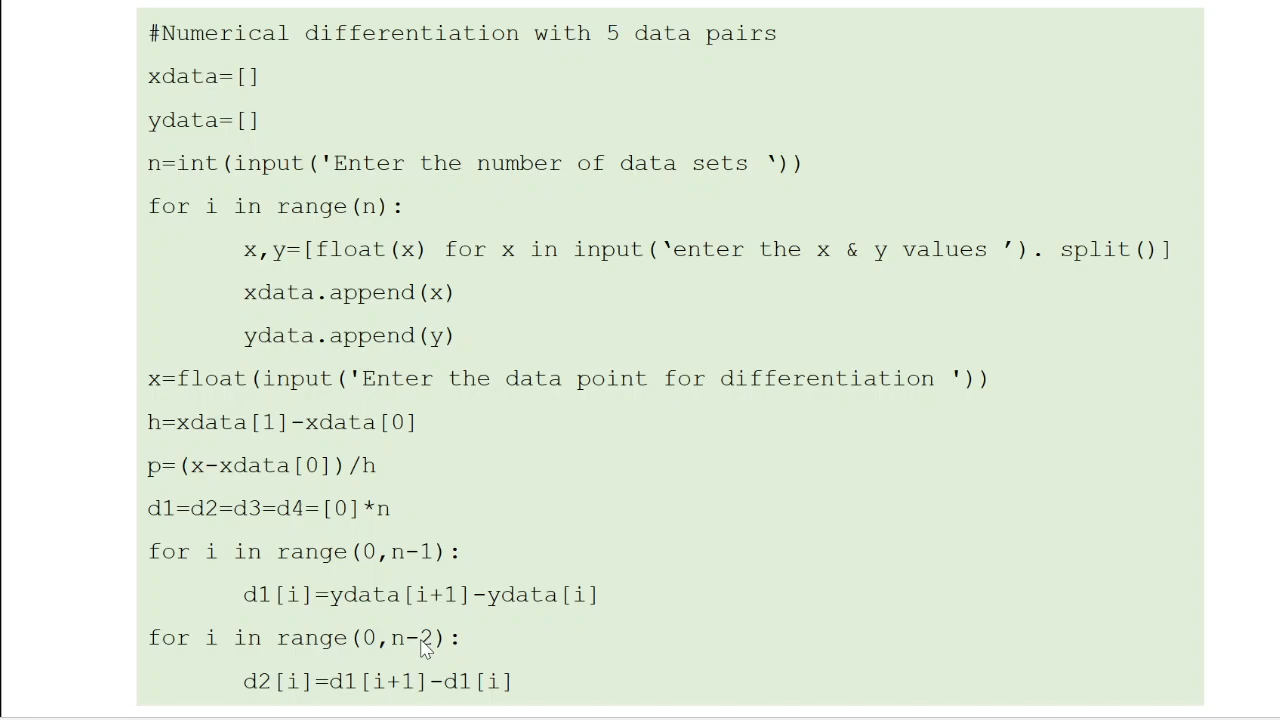 #Numerical differentiation with 5 data pairs
xdata=[]
ydata=[]
n=int(input('Enter the number of data sets ‘))
for i in range(n):
x,y=[float(x) for x in input(‘enter the x & y values ’). split()]
xdata.append(x)
ydata.append(y)
x=float(input('Enter the data point for differentiation '))
h=xdata[1]-xdata[0]
p=(x-xdata[0])/h
d1=d2=d3=d4=[0]*n
for i in range(0,n-1):
d1[i]=ydata[i+1]-ydata[i]
for i in range(0,n-2):
d2[i]=d1[i+1]-d1[i]